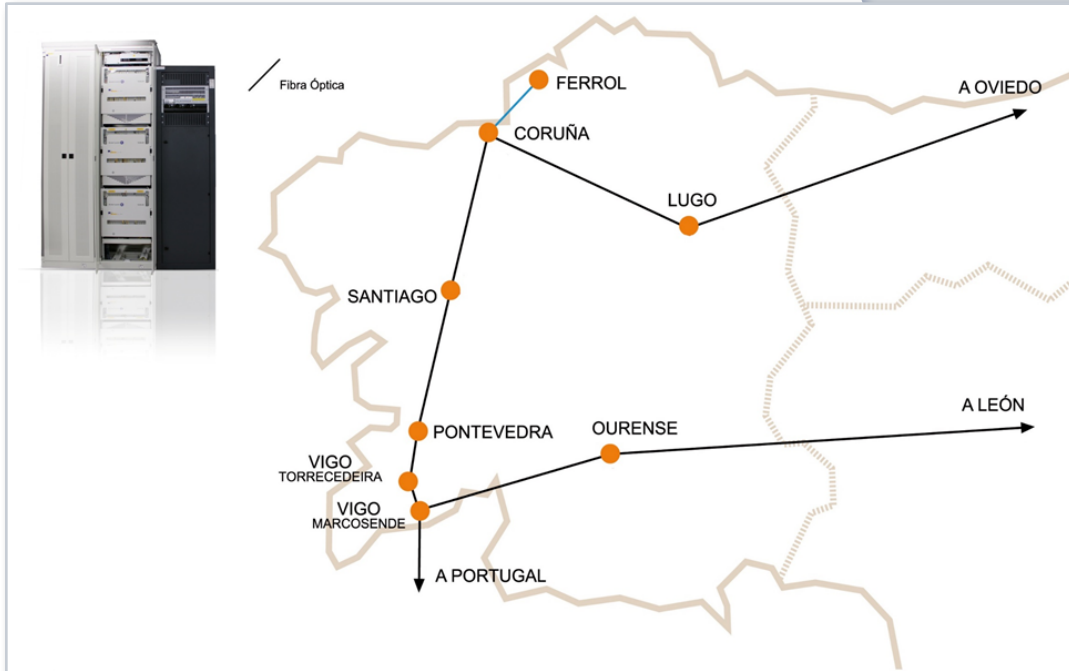 Fibra Óptica
FERROL
A OVIEDO
CORUÑA
LUGO
SANTIAGO
A LEÓN
PONTEVEDRA
OURENSE
VIGO
TORRECEDEIRA
VIGO
MARCOSENDE
A PORTUGAL